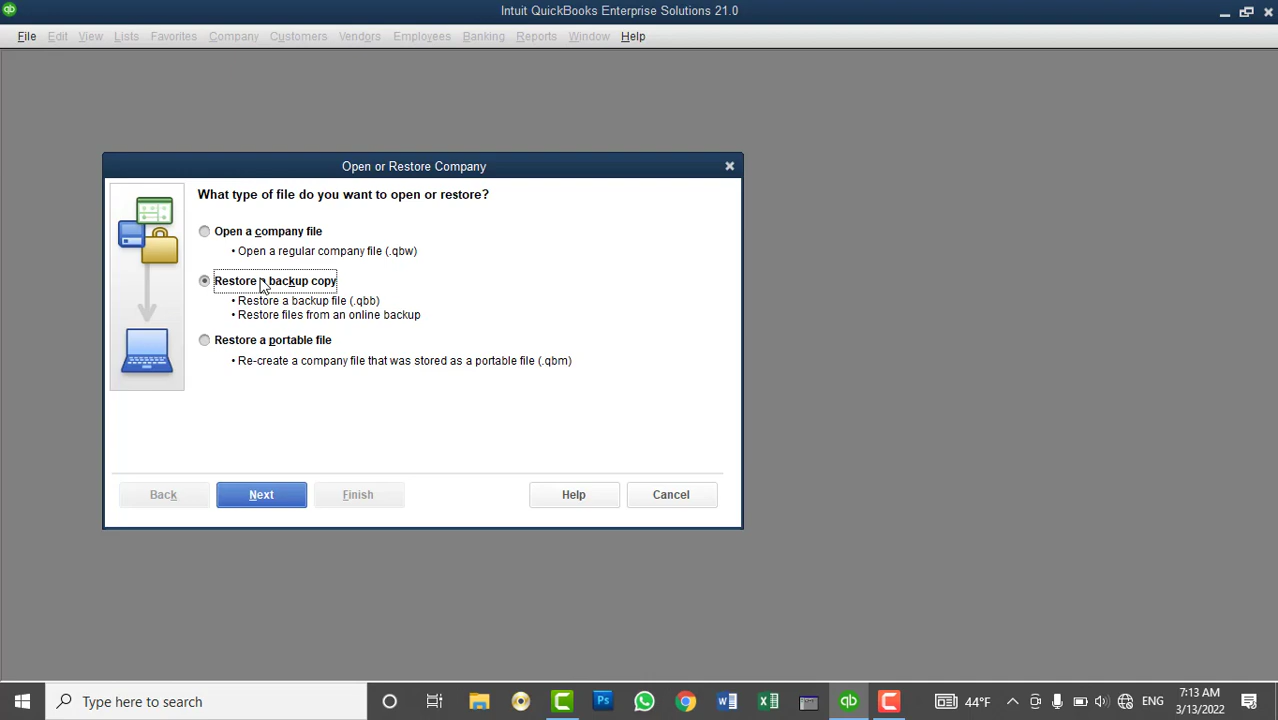 qb
Intuit QuickBooks Enterprise Solutions 21.0
File Edit View Lists Favorites Company Customers Vendors Employees Banking Reports Window Help
Open or Restore Company
What type of file do you want to open or restore?
Open a company file
• Open a regular company file (.qbw)
Restore a backup copy
• Restore a backup file (.qbb)
• Restore files from an online backup
Restore a portable file
• Re-create a company file that was stored as a portable file (.qbm)
Back Next Finish Help Cancel
Type here to search
Ps
qb
44°F
ENG
7:13 AM
3/13/2022